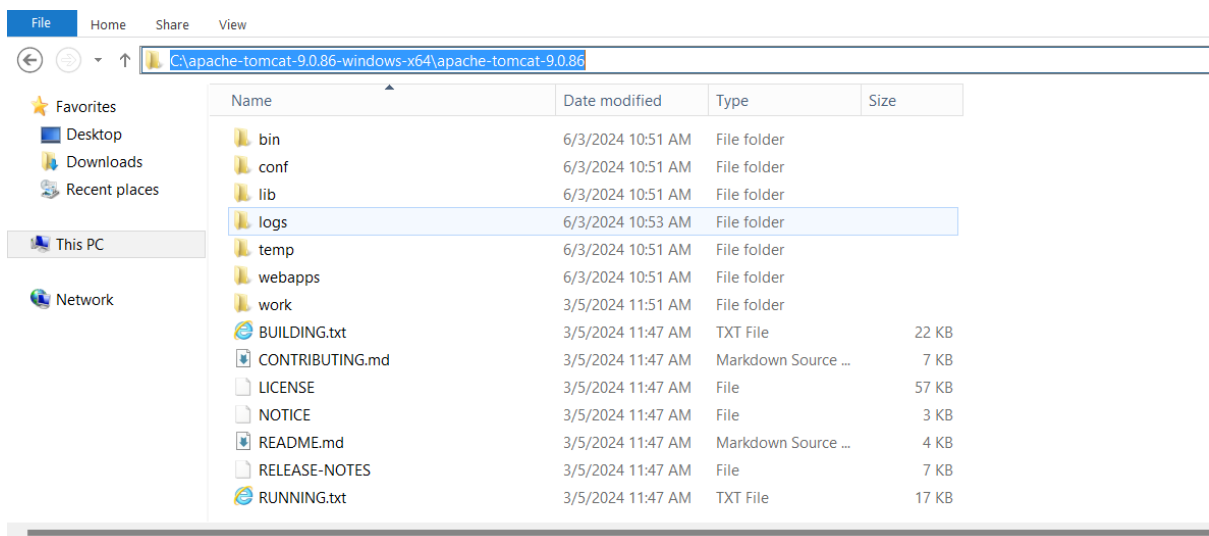 File Home Share View
C:\apache-tomcat-9.0.86-windows-x64\apache-tomcat-9.0.86
Favorites
Desktop
Downloads
Recent places
This PC
Network
Name Date modified Type Size
bin 6/3/2024 10:51 AM File folder
conf 6/3/2024 10:51 AM File folder
lib 6/3/2024 10:51 AM File folder
logs 6/3/2024 10:53 AM File folder
temp 6/3/2024 10:51 AM File folder
webapps 6/3/2024 10:51 AM File folder
work 3/5/2024 11:51 AM File folder
BUILDING.txt 3/5/2024 11:47 AM TXT File 22 KB
CONTRIBUTING.md 3/5/2024 11:47 AM Markdown Source ... 7 KB
LICENSE 3/5/2024 11:47 AM File 57 KB
NOTICE 3/5/2024 11:47 AM File 3 KB
README.md 3/5/2024 11:47 AM Markdown Source ... 4 KB
RELEASE-NOTES 3/5/2024 11:47 AM File 7 KB
RUNNING.txt 3/5/2024 11:47 AM TXT File 17 KB